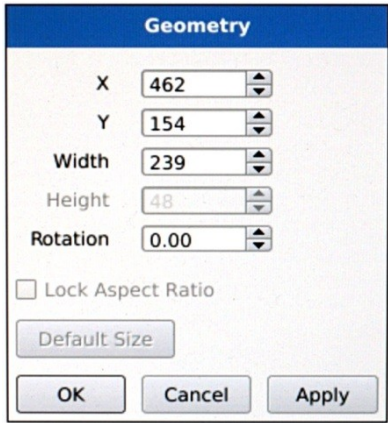 Geometry
X 462
Y 154
Width 239
Height 48
Rotation 0.00
Lock Aspect Ratio
Default Size
OK Cancel Apply